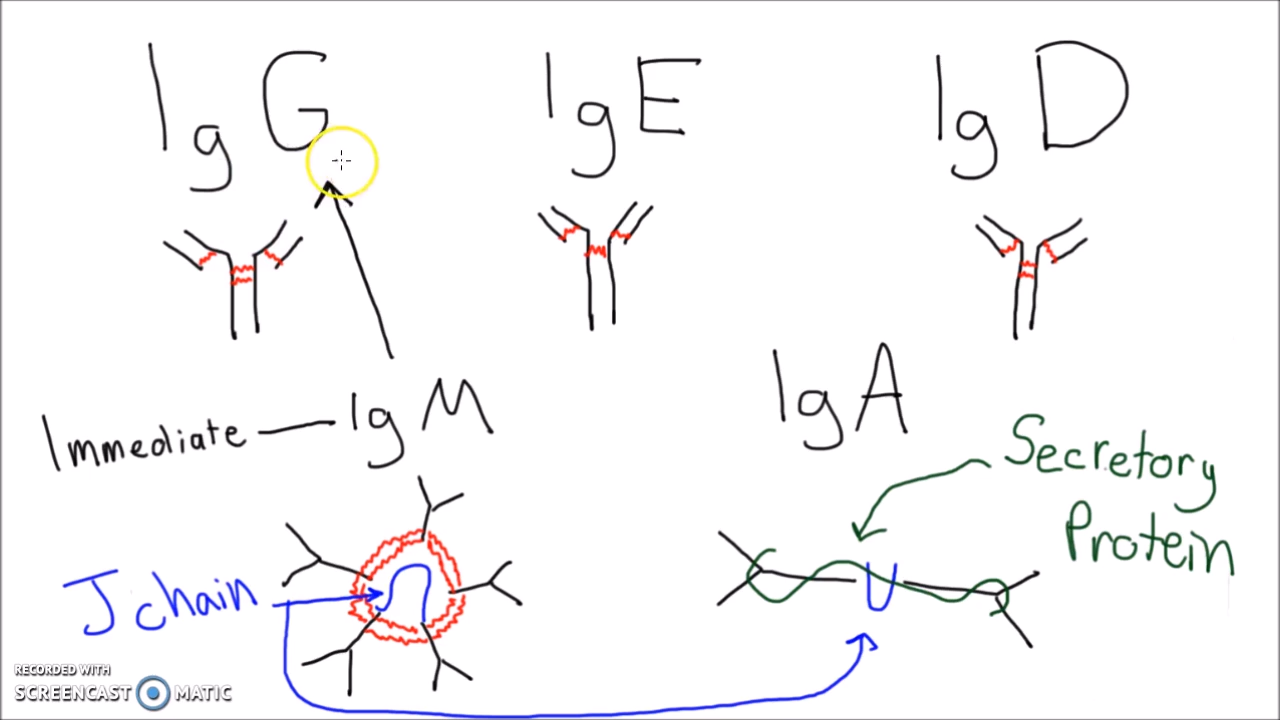 IgG
IgE
IgD
Immediate
IgM
IgA
Secretory
Protein
J chain
RECORDED WITH
SCREENCAST MATIC